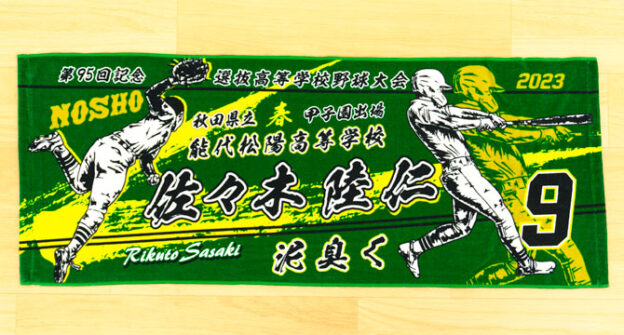 第95回記念 選抜高等学校野球大会 2023
NOSHO
秋田県立 春 甲子園出場
能代松陽高等学校
佐々木 陸仁
9
Rikuto Sasaki
泥臭く